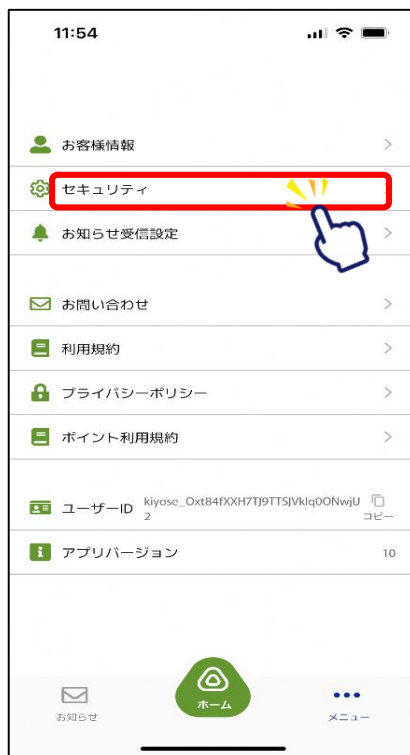 11:54
お客様情報
セキュリティ
お知らせ受信設定
お問い合わせ
利用規約
プライバシーポリシー
ポイント利用規約
ユーザーID kiyose_Oxt84fXXH7TJ9TTSJVklq0ONwjU
2 コピー
アプリバージョン 10
お知らせ ホーム メニュー